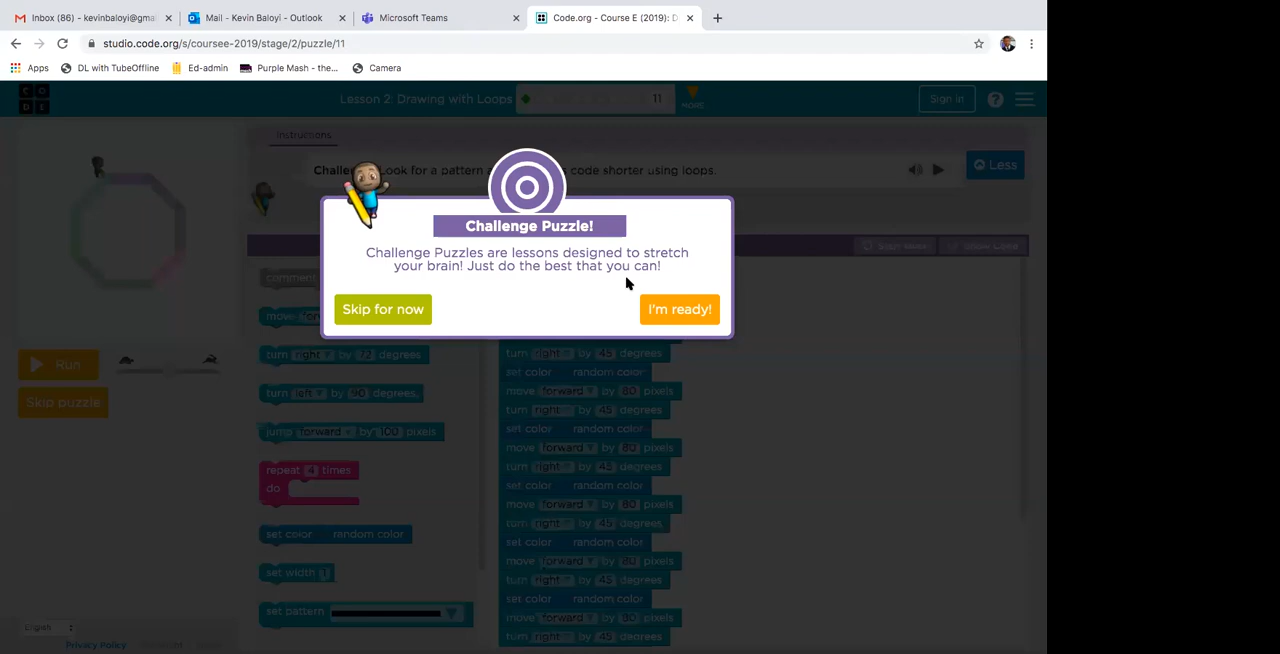 Inbox (86) - kevinbaloyi@gma
Mail - Kevin Baloyi - Outlook
Microsoft Teams
Code.org - Course E (2019): D
studio.code.org/s/coursee-2019/stage/2/puzzle/11
Apps
DL with TubeOffline
Ed-admin
Purple Mash - the...
Camera
CO
DE
Lesson 2: Drawing with Loops
11
MORE
Sign in
Instructions
Less
Challe
Look for a pattern
code shorter using loops.
Challenge Puzzle!
Challenge Puzzles are lessons designed to stretch
your brain! Just do the best that you can!
Skip for now
I'm ready!
Run
Skip puzzle
comment
move for
turn right by 72 degrees
turn left by 90 degrees
jump forward by 100 pixels
repeat 4 times
do
set color random color
set width 1
set pattern
Show Code
turn right by 45 degrees
set color random color
move forward by 80 pixels
turn right by 45 degrees
set color random color
move forward by 80 pixels
turn right by 45 degrees
set color random color
move forward by 80 pixels
turn right by 45 degrees
set color random color
move forward by 80 pixels
turn right by 45 degrees
set color random color
move forward by 80 pixels
turn right by 45 degrees
English
Privacy Policy